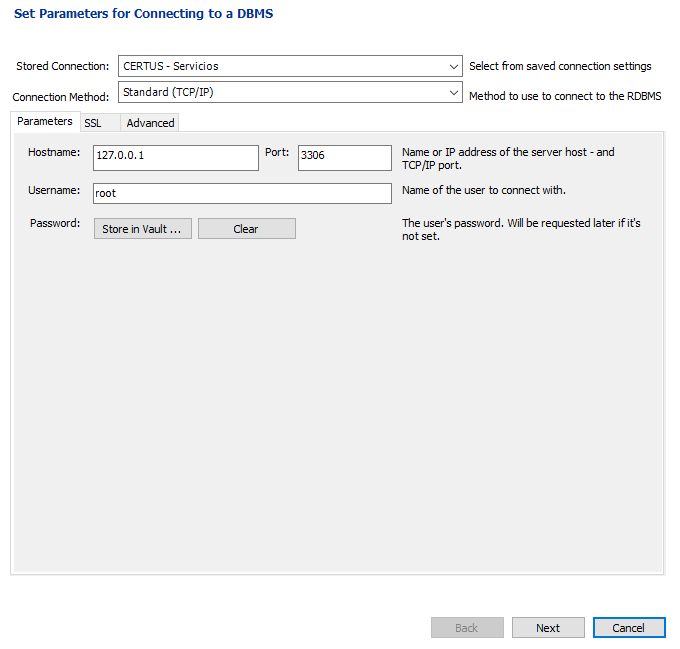 Set Parameters for Connecting to a DBMS
Stored Connection: CERTUS - Servicios Select from saved connection settings
Connection Method: Standard (TCP/IP) Method to use to connect to the RDBMS
Parameters SSL Advanced
Hostname: 127.0.0.1 Port: 3306 Name or IP address of the server host - and
TCP/IP port.
Username: root Name of the user to connect with.
Password: Store in Vault ... Clear The user's password. Will be requested later if it's
not set.
Back Next Cancel